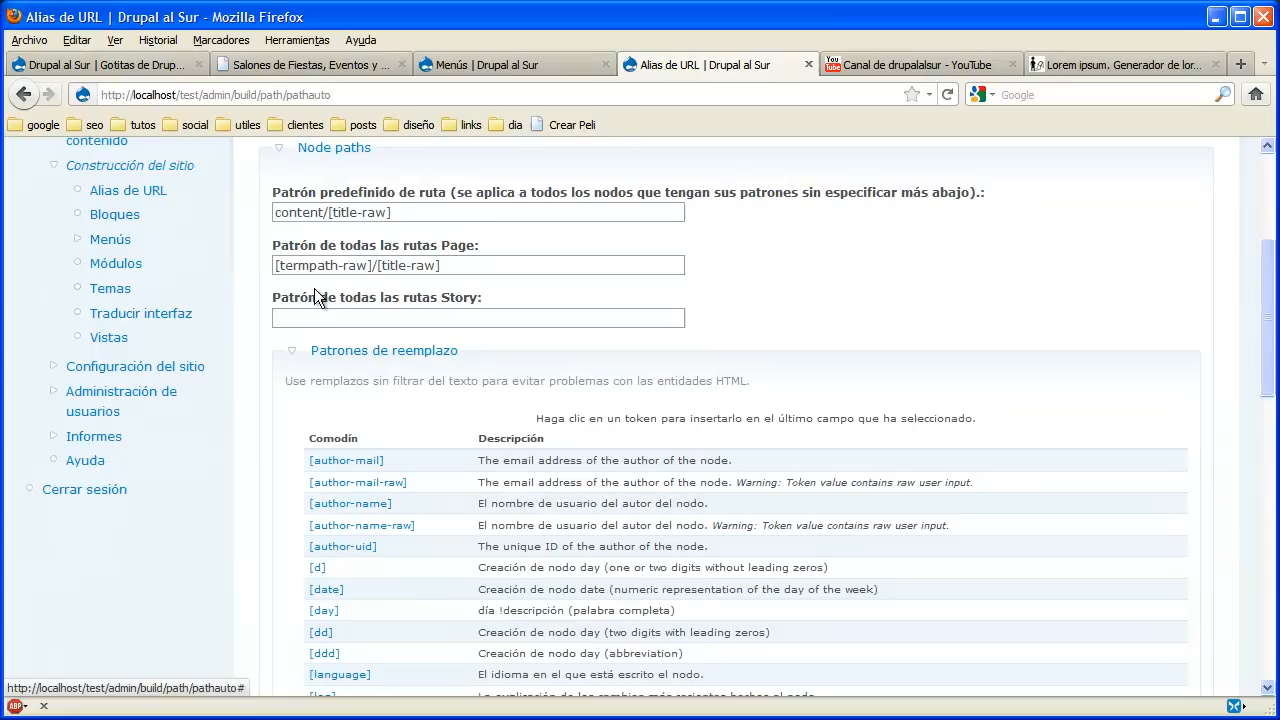 Alias de URL | Drupal al Sur - Mozilla Firefox
Archivo Editar Ver Historial Marcadores Herramientas Ayuda
Drupal al Sur | Gotitas de Drup... Salones de Fiestas, Eventos y ... Menús | Drupal al Sur Alias de URL | Drupal al Sur Canal de drupalalsur - YouTube Lorem ipsum. Generador de lor...
http://localhost/test/admin/build/path/pathauto Google
google seo tutos social utiles clientes posts diseño links dia Crear Peli
contenido
Construcción del sitio
Alias de URL
Bloques
Menús
Módulos
Temas
Traducir interfaz
Vistas
Configuración del sitio
Administración de
usuarios
Informes
Ayuda
Cerrar sesión
Node paths
Patrón predefinido de ruta (se aplica a todos los nodos que tengan sus patrones sin especificar más abajo).:
content/[title-raw]
Patrón de todas las rutas Page:
[termpath-raw]/[title-raw]
Patrón de todas las rutas Story:
Patrones de reemplazo
Use remplazos sin filtrar del texto para evitar problemas con las entidades HTML.
Haga clic en un token para insertarlo en el último campo que ha seleccionado.
Comodín Descripción
[author-mail] The email address of the author of the node.
[author-mail-raw] The email address of the author of the node. Warning: Token value contains raw user input.
[author-name] El nombre de usuario del autor del nodo.
[author-name-raw] El nombre de usuario del autor del nodo. Warning: Token value contains raw user input.
[author-uid] The unique ID of the author of the node.
[d] Creación de nodo day (one or two digits without leading zeros)
[date] Creación de nodo date (numeric representation of the day of the week)
[day] día !descripción (palabra completa)
[dd] Creación de nodo day (two digits with leading zeros)
[ddd] Creación de nodo day (abbreviation)
[language] El idioma en el que está escrito el nodo.
http://localhost/test/admin/build/path/pathauto#
ABP